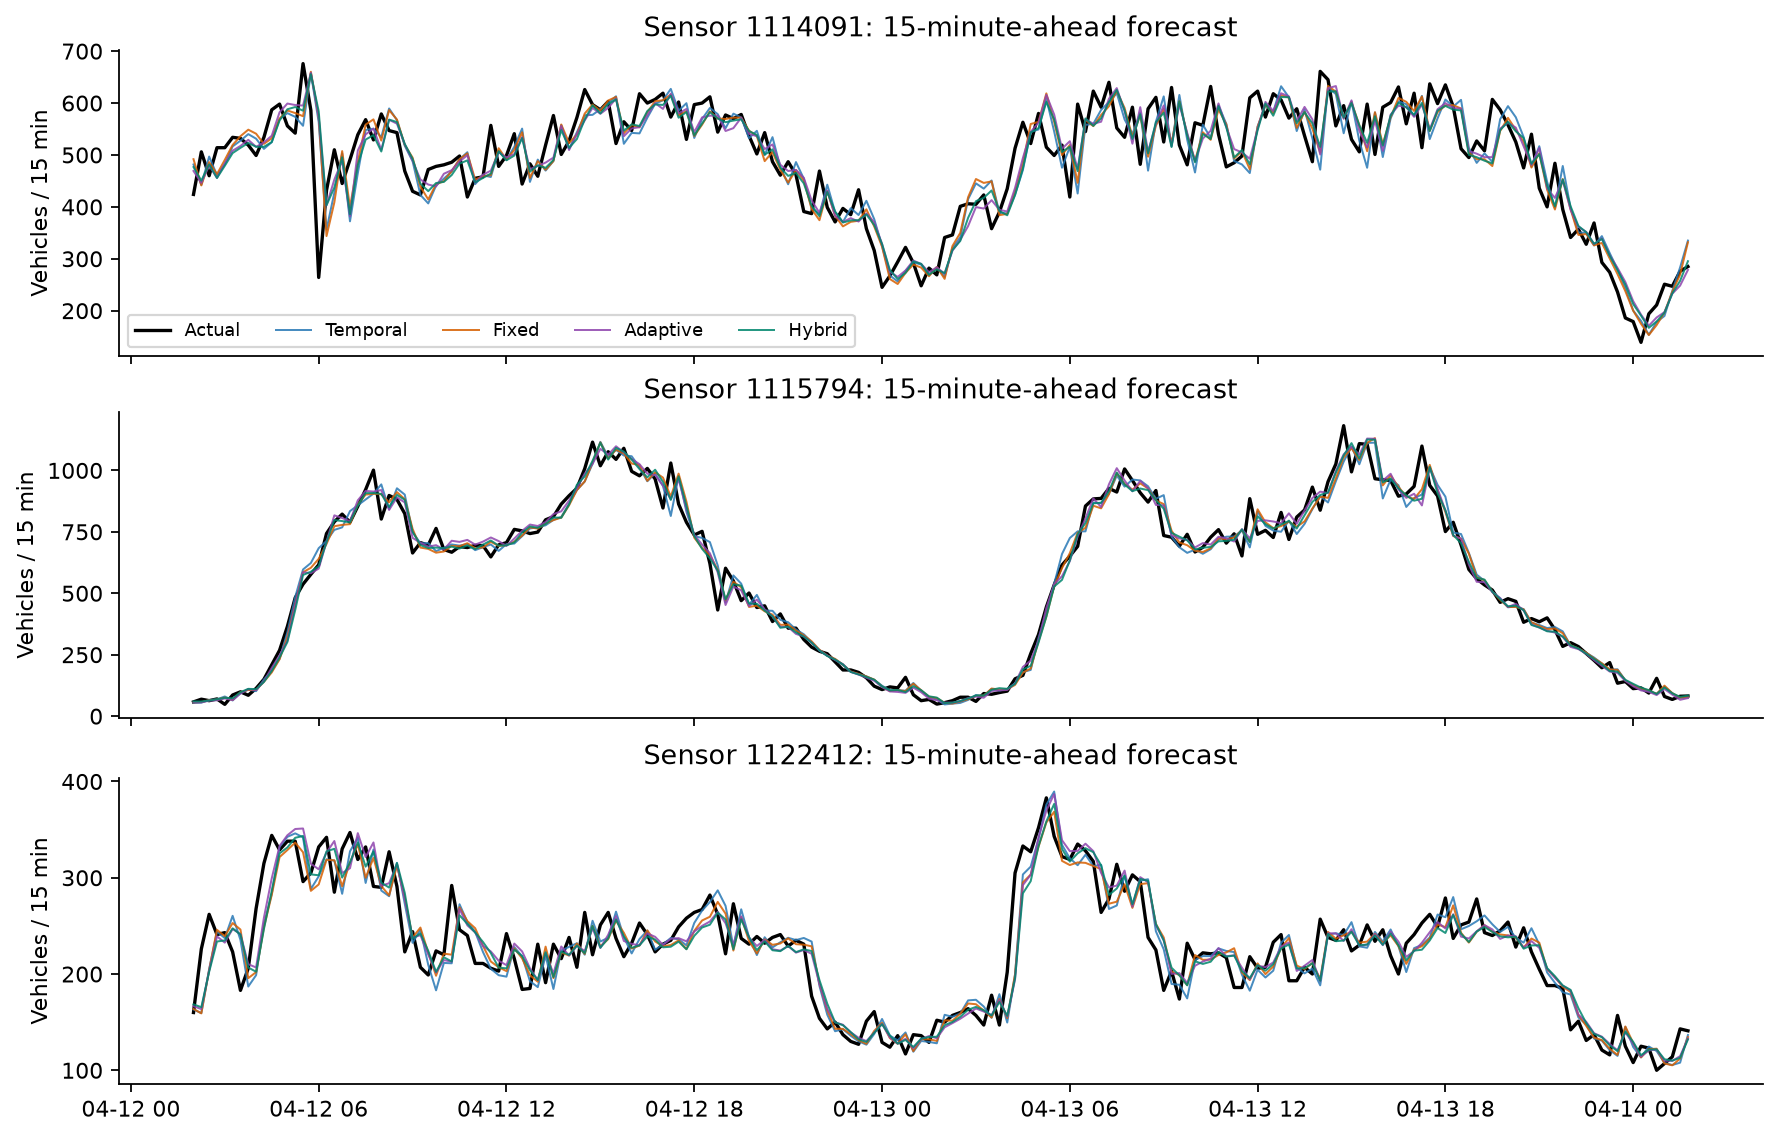 Sensor 1114091: 15-minute-ahead forecast
Vehicles / 15 min
700
600
500
400
300
200
Actual Temporal Fixed Adaptive Hybrid
Sensor 1115794: 15-minute-ahead forecast
Vehicles / 15 min
1000
750
500
250
0
Sensor 1122412: 15-minute-ahead forecast
Vehicles / 15 min
400
300
200
100
04-12 00 04-12 06 04-12 12 04-12 18 04-13 00 04-13 06 04-13 12 04-13 18 04-14 00